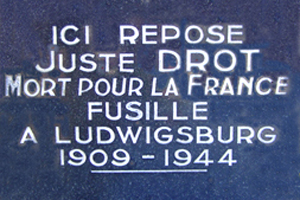 ICI REPOSE
JUSTE DROT
MORT POUR LA FRANCE
FUSILLE
A LUDWIGSBURG
1909 - 1944